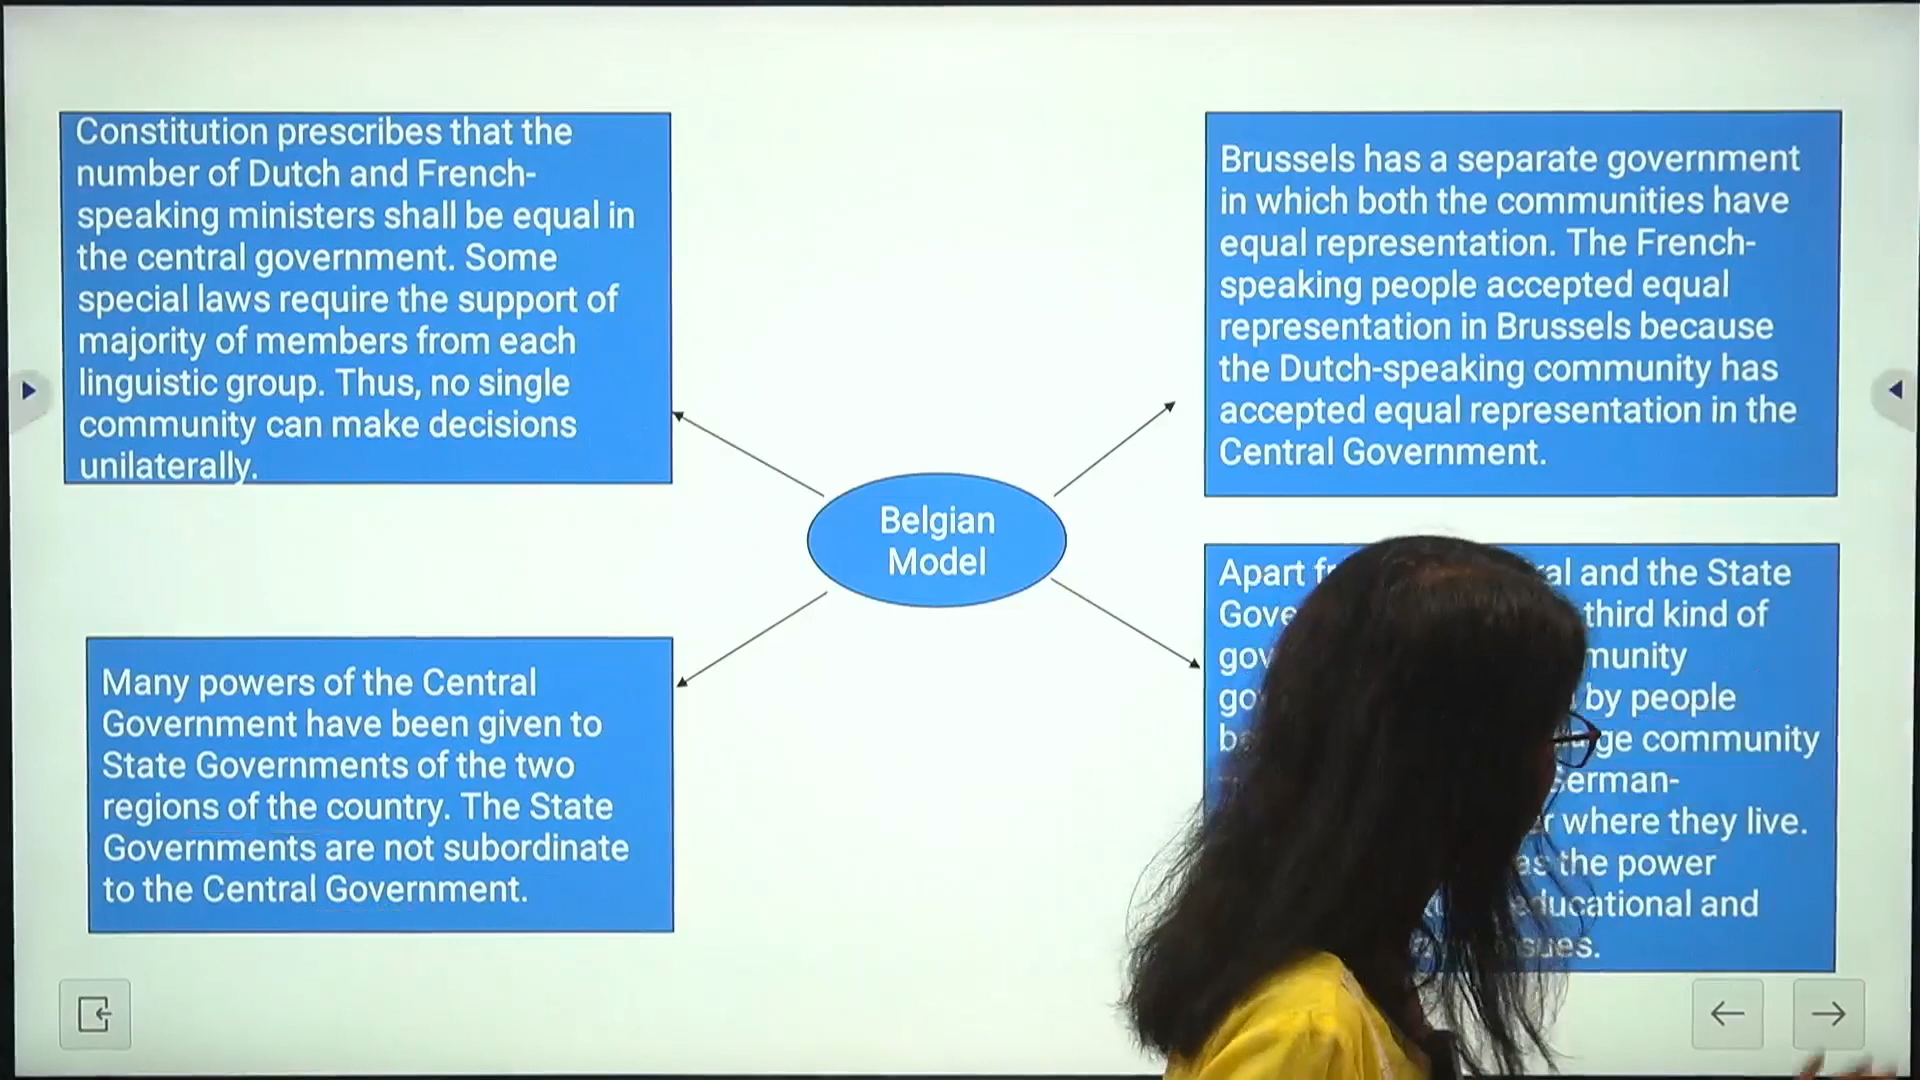 Constitution prescribes that the
number of Dutch and French-
speaking ministers shall be equal in
the central government. Some
special laws require the support of
majority of members from each
linguistic group. Thus, no single
community can make decisions
unilaterally.
Brussels has a separate government
in which both the communities have
equal representation. The French-
speaking people accepted equal
representation in Brussels because
the Dutch-speaking community has
accepted equal representation in the
Central Government.
Belgian
Model
Many powers of the Central
Government have been given to
State Governments of the two
regions of the country. The State
Governments are not subordinate
to the Central Government.
Apart and the State
third kind of
by people
community
where they live.
the power
educational and